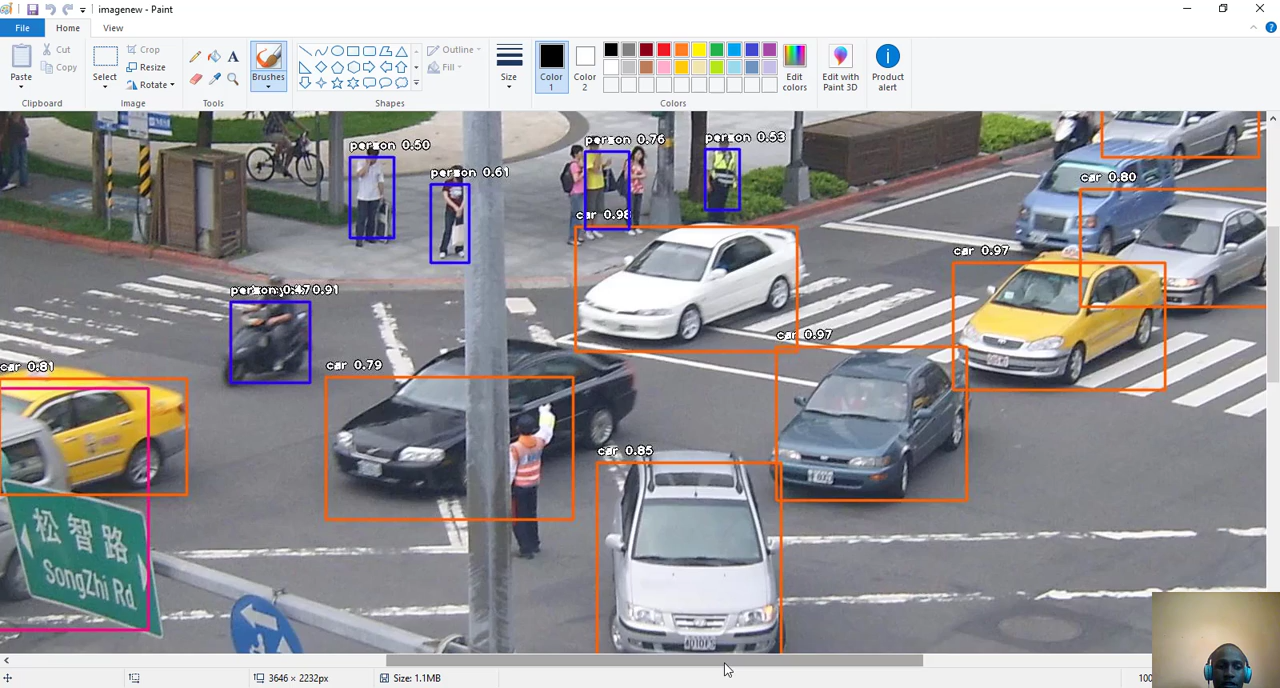 imagenew - Paint
File
Home
View
Paste
Cut
Copy
Clipboard
Select
Crop
Resize
Rotate
Image
Tools
Brushes
Shapes
Outline
Fill
Size
Color
1
Color
2
Edit
colors
Colors
Edit with
Paint 3D
Product
alert
person 0.50
person 0.61
person 0.76
person 0.53
car 0.98
car 0.80
car 0.97
car 0.97
car 0.81
car 0.79
car 0.85
松智路
SongZhi Rd
3646 × 2232px
Size: 1.1MB
100